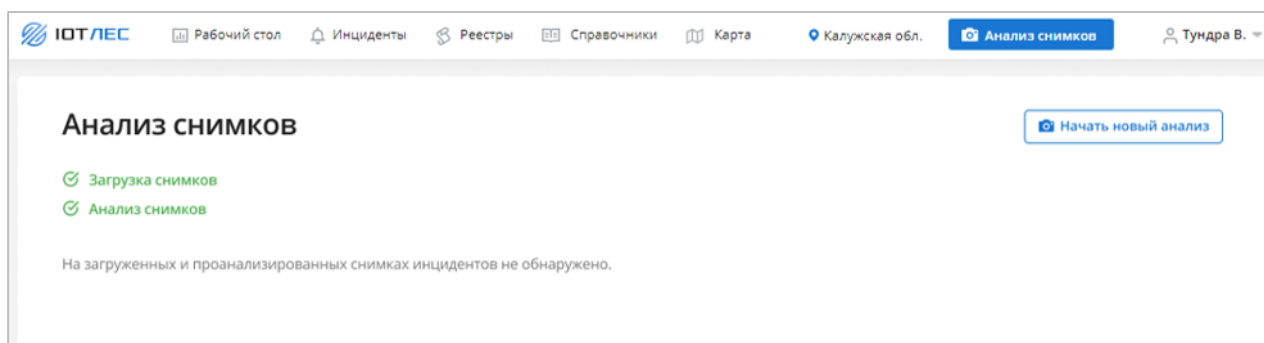 IOTЛЕС Рабочий стол Инциденты Реестры Справочники Карта Калужская обл. Анализ снимков Тундра В.
Анализ снимков
Начать новый анализ
Загрузка снимков
Анализ снимков
На загруженных и проанализированных снимках инцидентов не обнаружено.